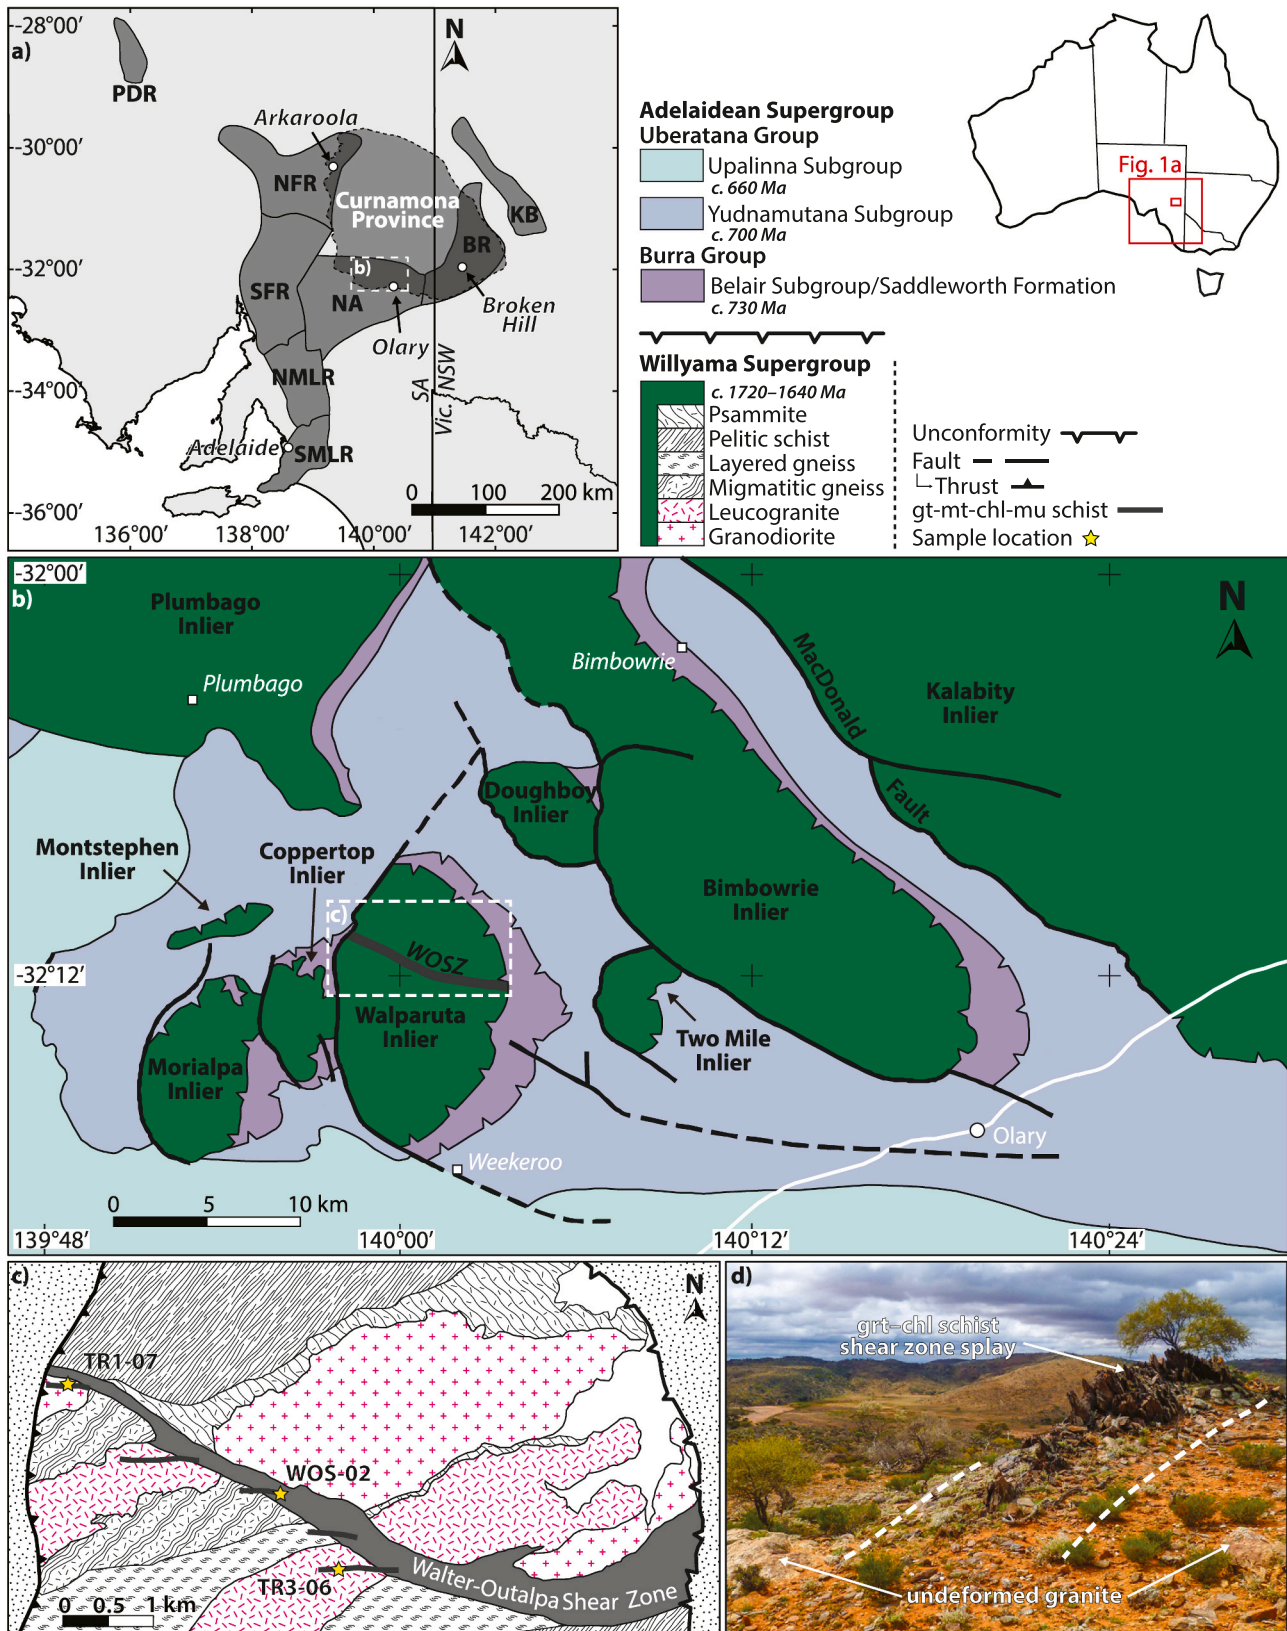 a)
-28°00′
-30°00′
-32°00′
-34°00′
-36°00′
136°00′
138°00′
140°00′
142°00′
N
PDR
Arkaroola
NFR
Curnamona
Province
KB
BR
b)
SFR
NA
Broken
Hill
Olary
NMLR
SA
NSW
Vic.
Adelaide
SMLR
0 100 200 km
Adelaidean Supergroup
Uberatana Group
Upalinna Subgroup
c. 660 Ma
Yudnamutana Subgroup
c. 700 Ma
Burra Group
Belair Subgroup/Saddleworth Formation
c. 730 Ma
Willyama Supergroup
c. 1720–1640 Ma
Psammite
Pelitic schist
Layered gneiss
Migmatitic gneiss
Leucogranite
Granodiorite
Unconformity
Fault
Thrust
gt-mt-chl-mu schist
Sample location
Fig. 1a
b)
-32°00′
-32°12′
139°48′
140°00′
140°12′
140°24′
N
Plumbago
Inlier
Plumbago
Bimbowrie
MacDonald
Fault
Kalabity
Inlier
Doughboy
Inlier
Montstephen
Inlier
Coppertop
Inlier
Bimbowrie
Inlier
c)
WOSZ
Walparuta
Inlier
Two Mile
Inlier
Morialpa
Inlier
Olary
Weekeroo
0 5 10 km
c)
N
TR1-07
WOS-02
TR3-06
Walter-Outalpa Shear Zone
0 0.5 1 km
d)
grt–chl schist
shear zone splay
undeformed granite